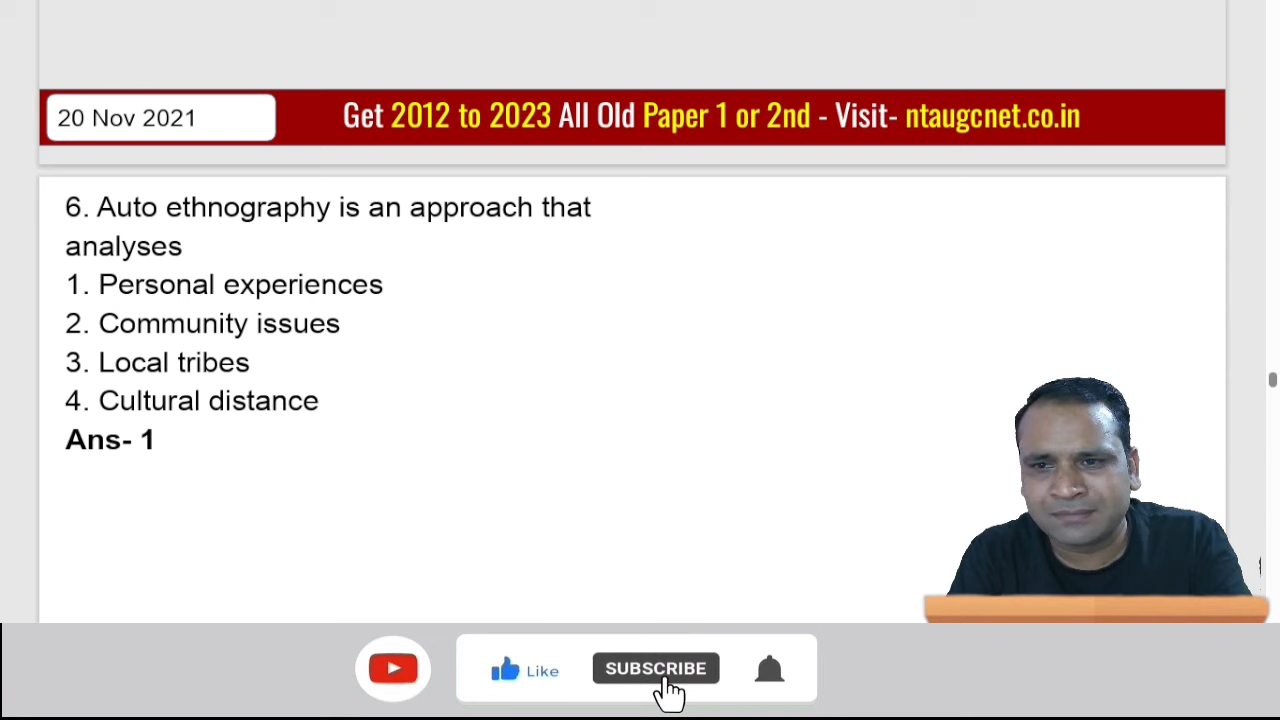 20 Nov 2021
Get 2012 to 2023 All Old Paper 1 or 2nd - Visit- ntaugcnet.co.in
6. Auto ethnography is an approach that
analyses
1. Personal experiences
2. Community issues
3. Local tribes
4. Cultural distance
Ans- 1
Like
SUBSCRIBE